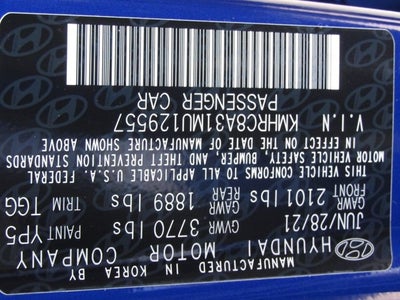 MANUFACTURED IN KOREA BY
HYUNDAI MOTOR COMPANY
JUN/28/21 GVWR 3770 lbs PAINT YP5
GAWR FRONT 2101 lbs GAWR REAR 1889 lbs TRIM TGG
THIS VEHICLE CONFORMS TO ALL APPLICABLE U.S.A. FEDERAL
MOTOR VEHICLE SAFETY, BUMPER, AND THEFT PREVENTION STANDARDS
IN EFFECT ON THE DATE OF MANUFACTURE SHOWN ABOVE
V.I.N KMHRC8A31MU129557
PASSENGER CAR